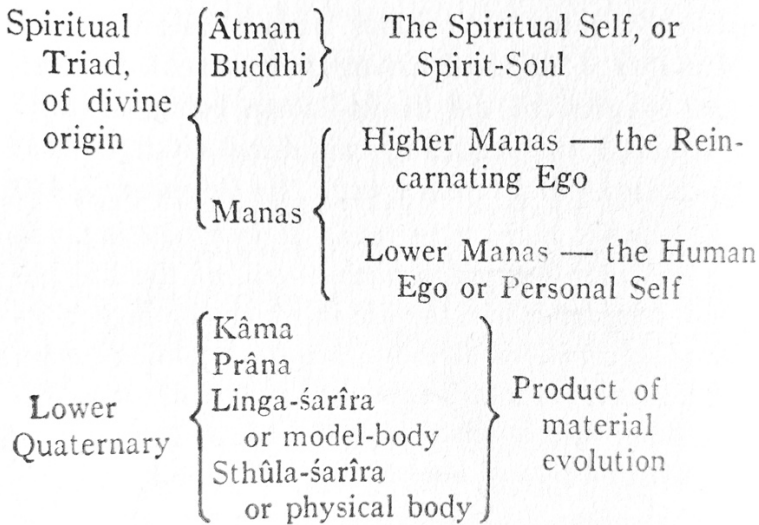 Spiritual
Triad,
of divine
origin
Âtman
Buddhi
The Spiritual Self, or
Spirit-Soul
Manas
Higher Manas — the Rein-
carnating Ego
Lower Manas — the Human
Ego or Personal Self
Lower
Quaternary
Kâma
Prâna
Linga-śarîra
or model-body
Sthûla-śarîra
or physical body
Product of
material
evolution